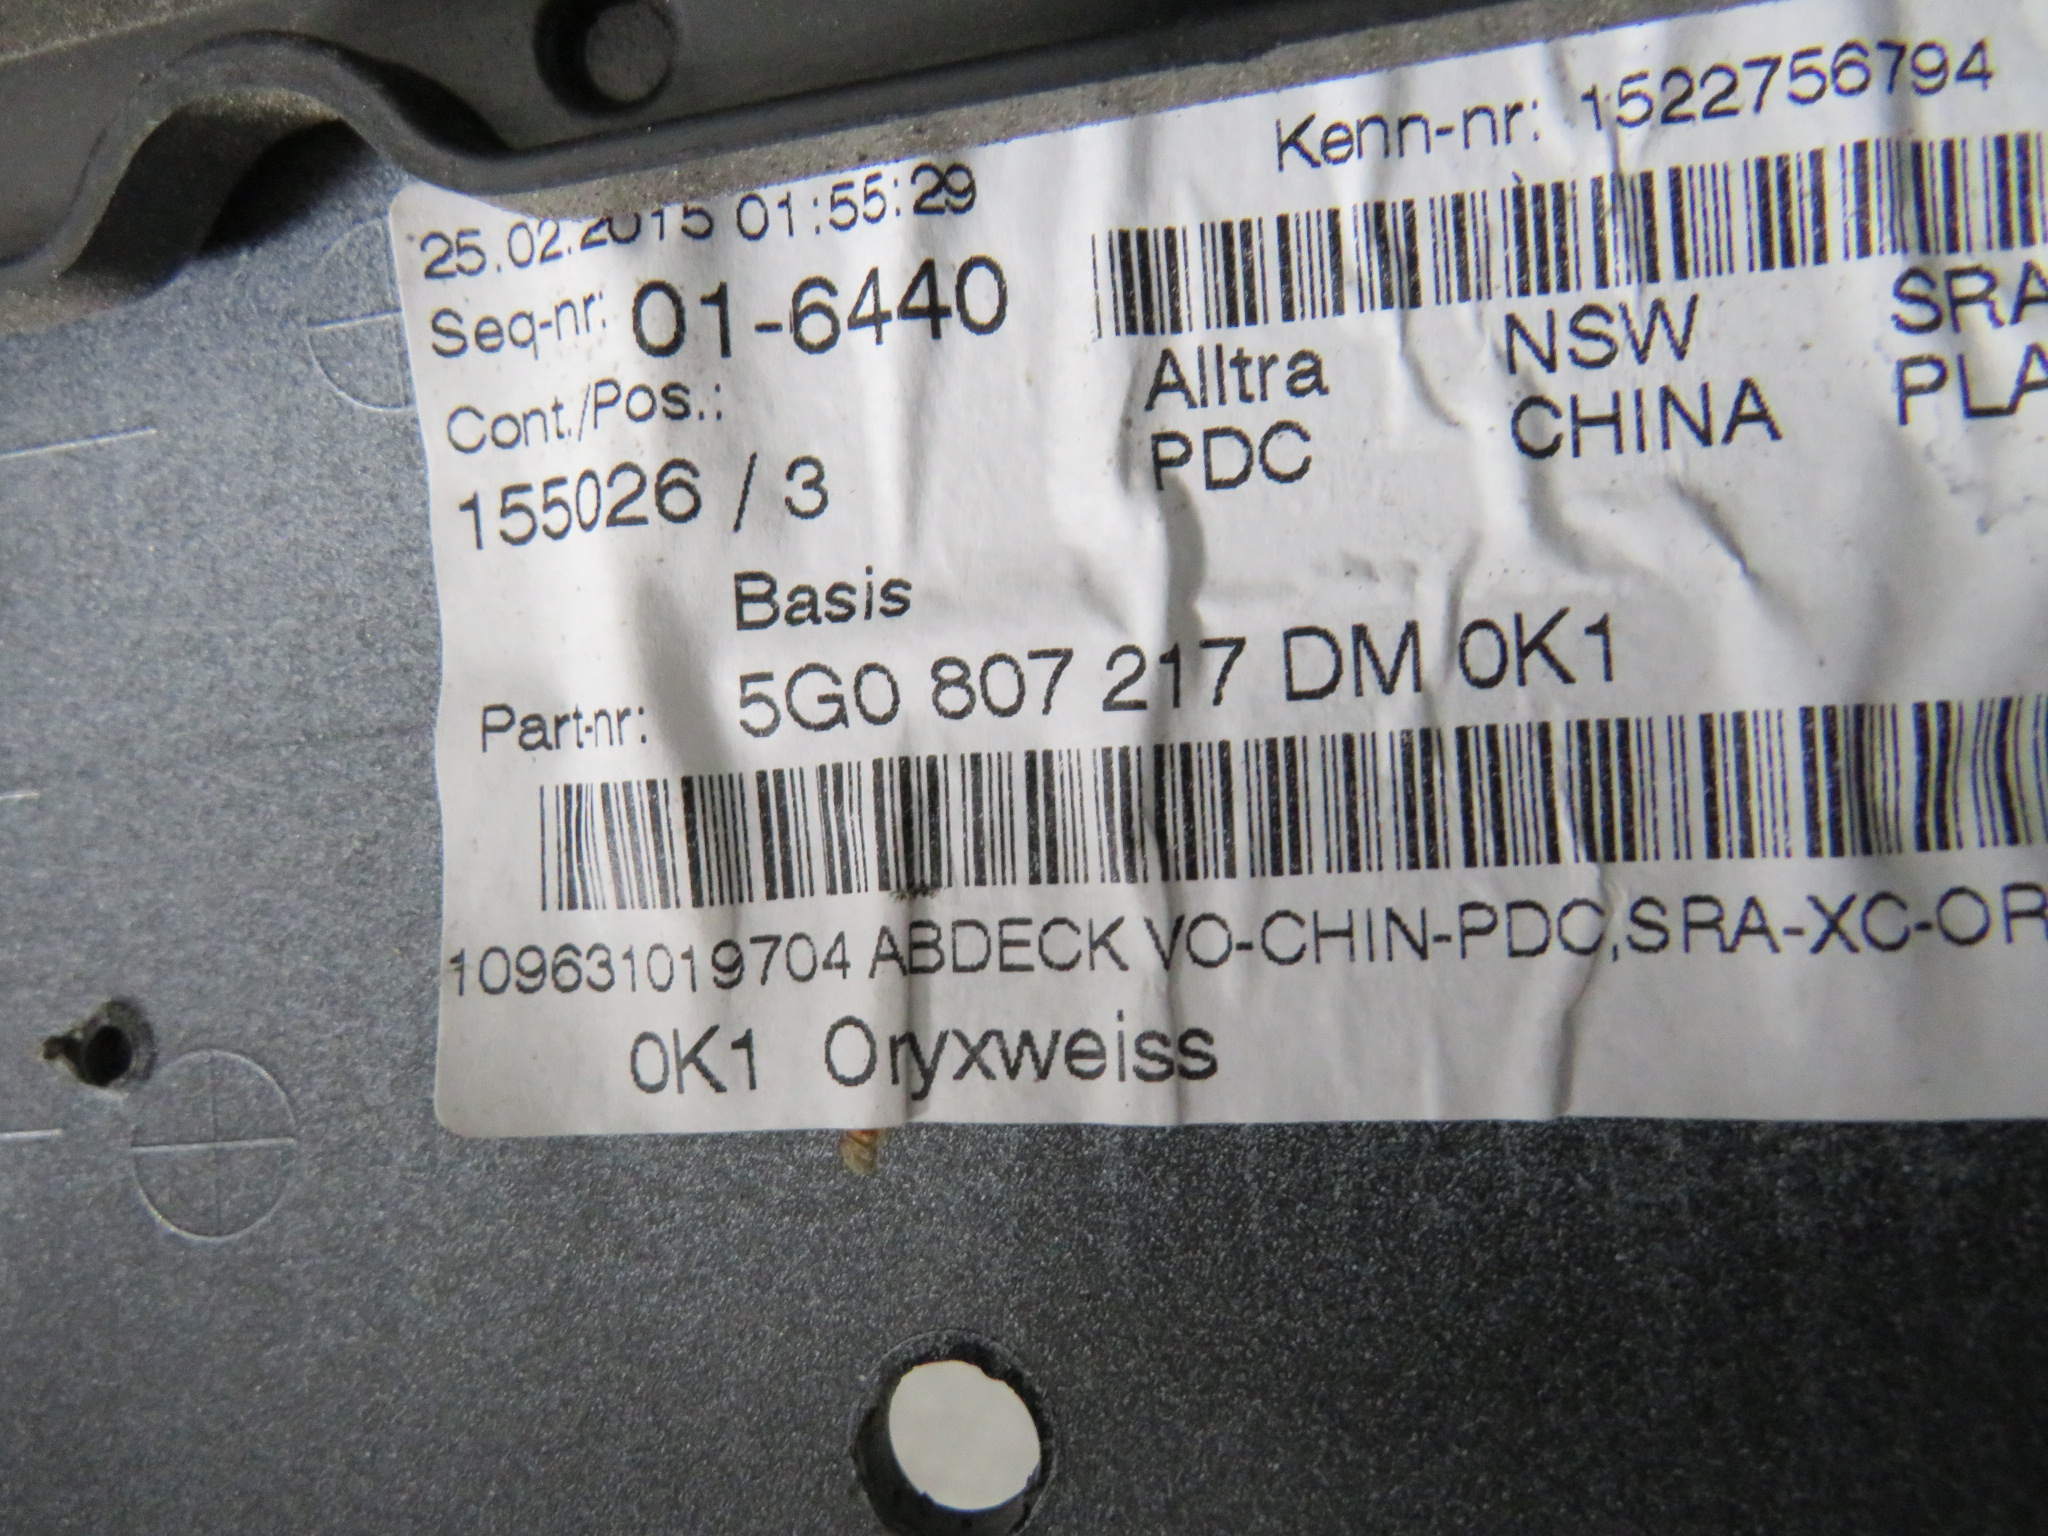 Kenn-nr: 1522756794
25.02.2015 01:55:29
Seq-nr: 01-6440
Alltra NSW SRA
Cont./Pos.:
PDC CHINA PLA
155026 / 3
Basis
Part-nr: 5G0 807 217 DM 0K1
109631019704 ABDECK VO-CHIN-PDC,SRA-XC-OR
0K1 Oryxweiss